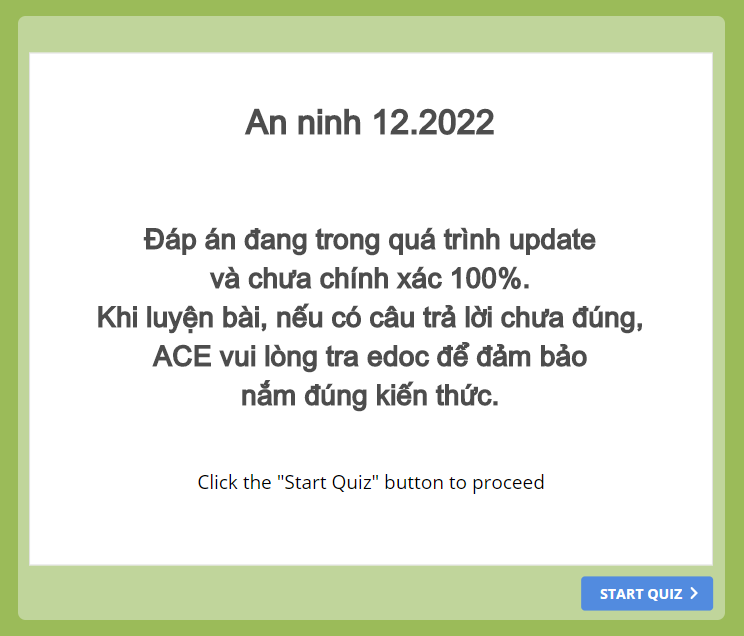 An ninh 12.2022
Đáp án đang trong quá trình update
và chưa chính xác 100%.
Khi luyện bài, nếu có câu trả lời chưa đúng,
ACE vui lòng tra edoc để đảm bảo
nắm đúng kiến thức.
Click the "Start Quiz" button to proceed
START QUIZ